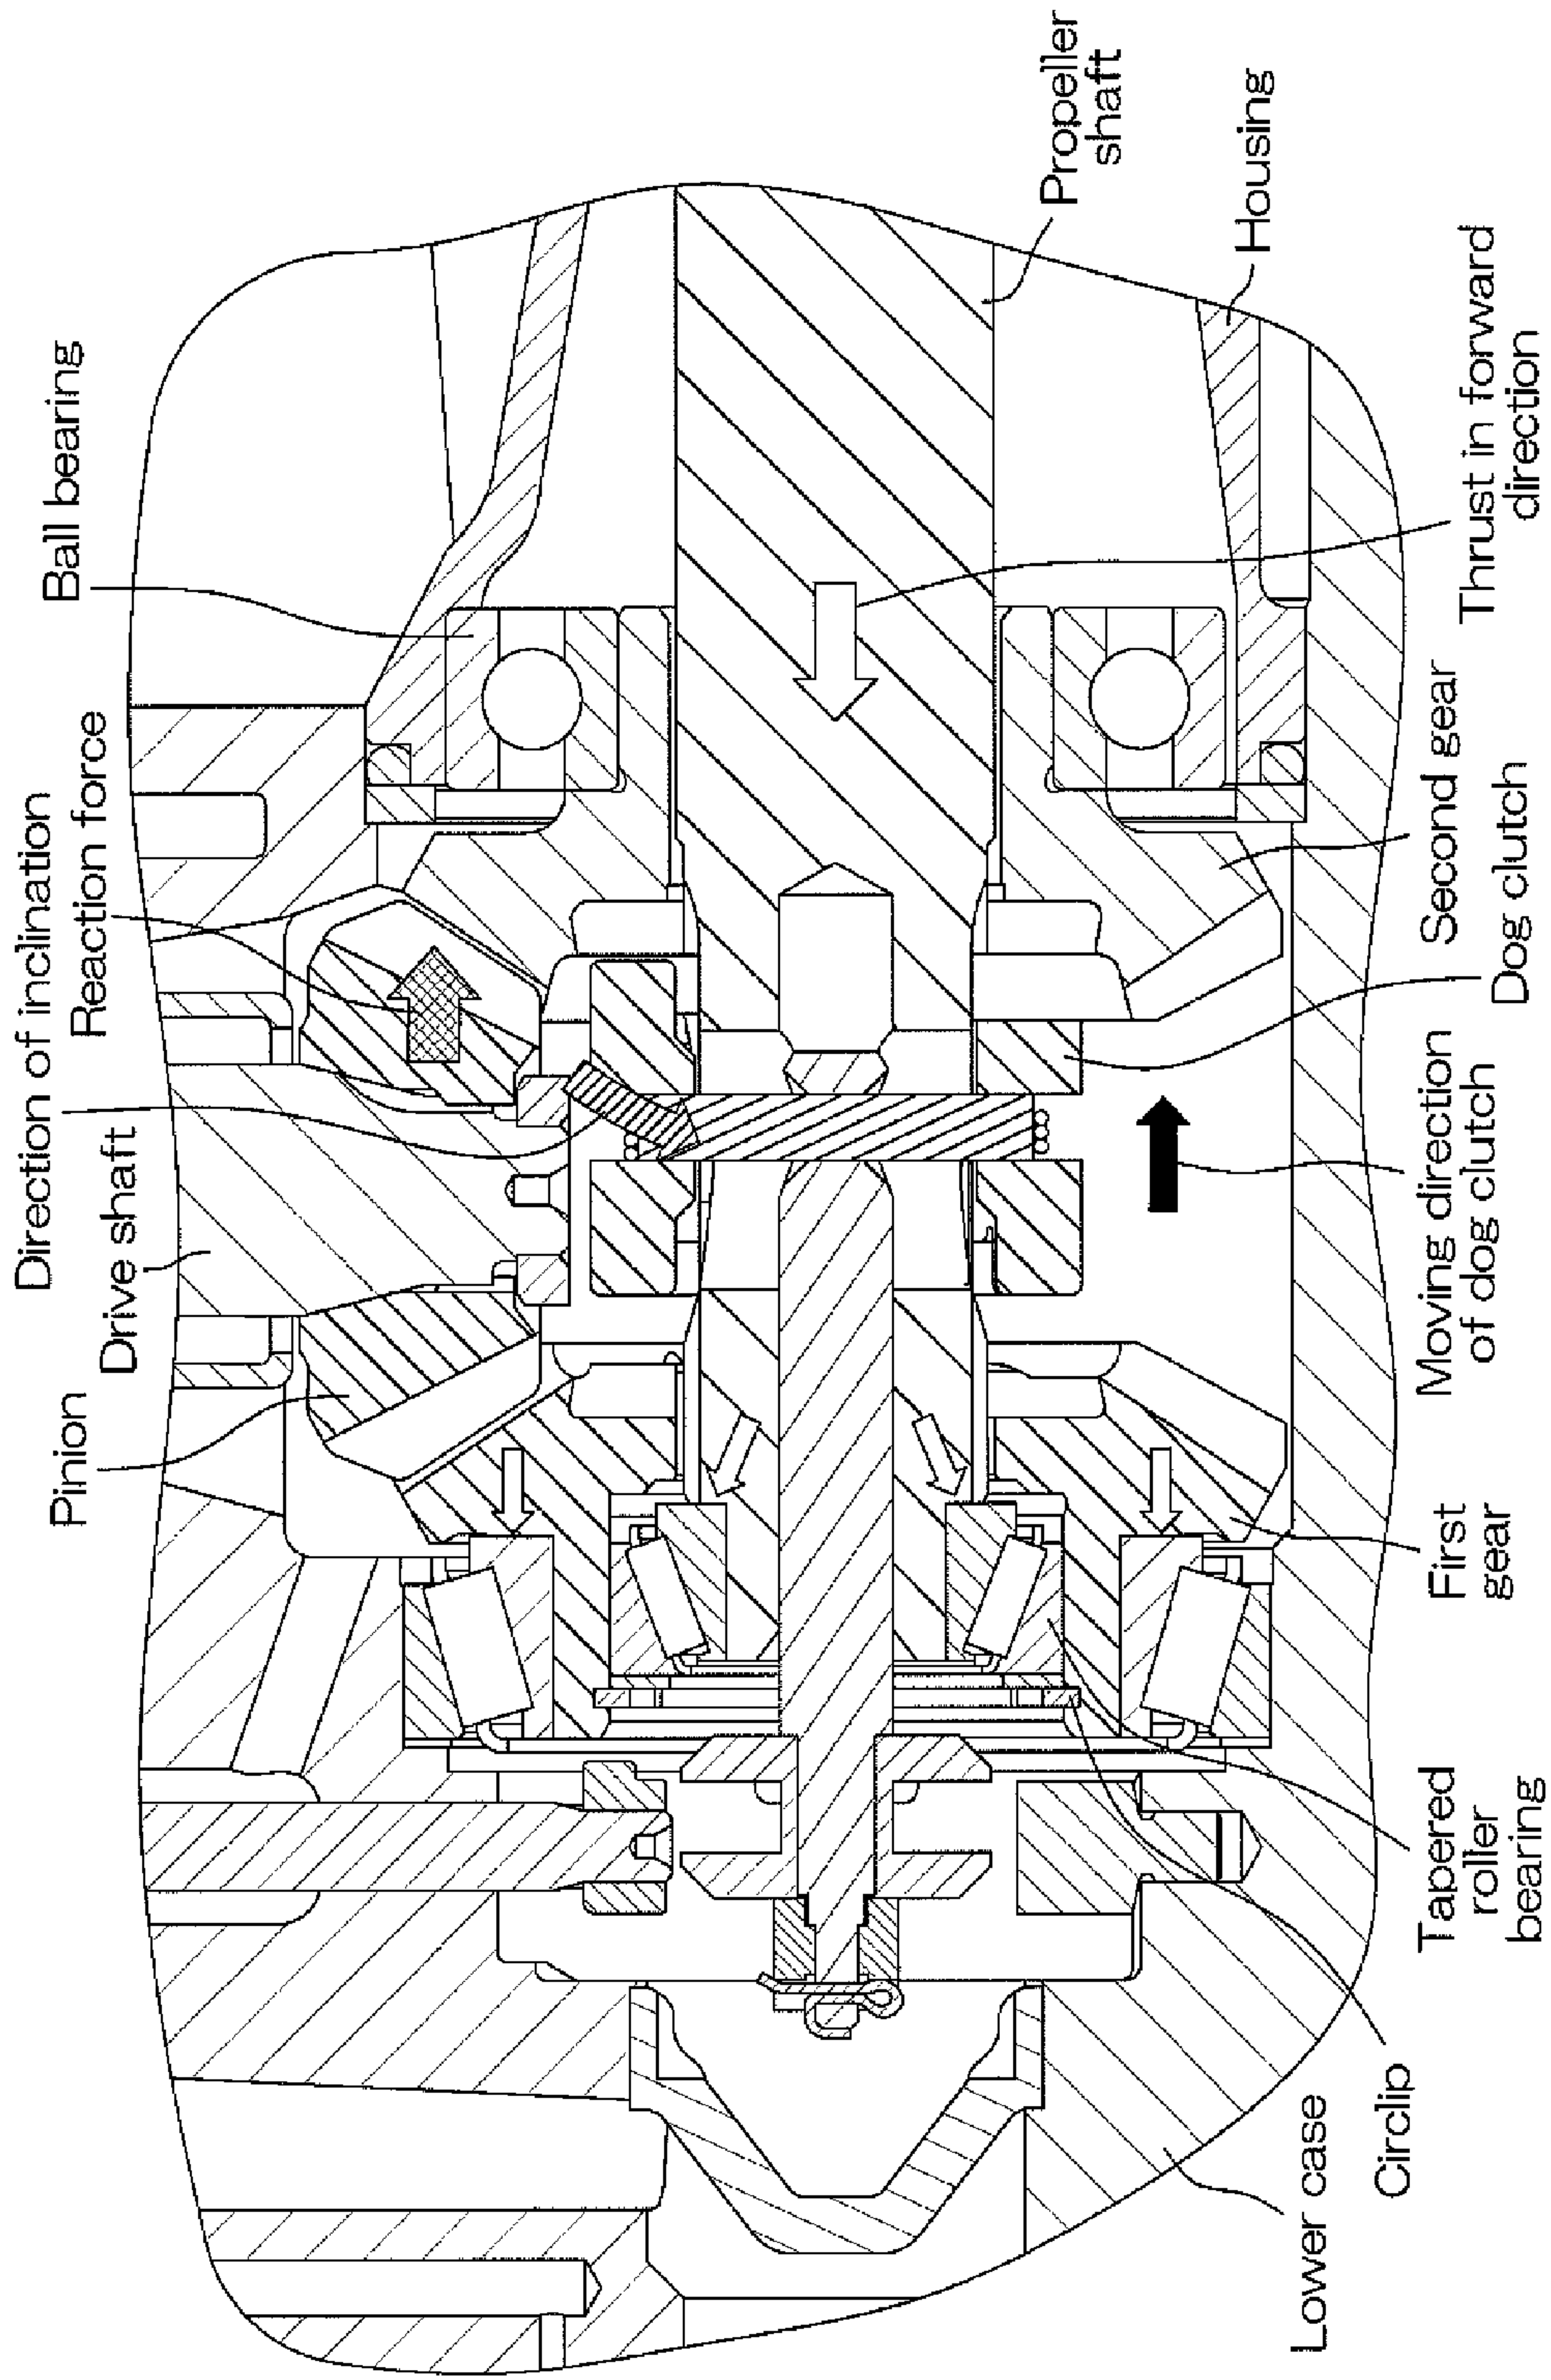 Direction of inclination
Reaction force
Ball bearing
Drive shaft
Pinion
Propeller
shaft
Housing
Thrust in forward
direction
Second gear
Dog clutch
Moving direction
of dog clutch
First
gear
Tapered
roller
bearing
Circlip
Lower case